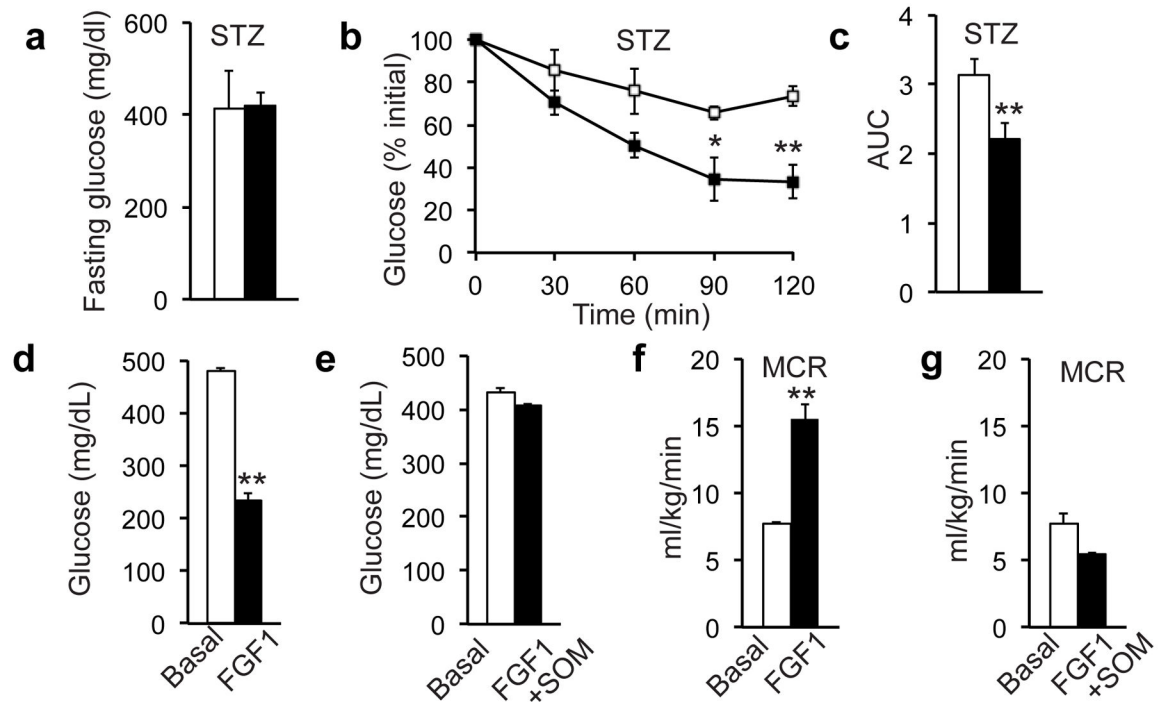 a
STZ
Fasting glucose (mg/dl)
600
400
200
0
b
STZ
Glucose (% initial)
100
80
60
40
20
0
*
**
0 30 60 90 120
Time (min)
c
STZ
AUC
4
3
2
1
0
**
d
Glucose (mg/dL)
500
400
300
200
100
0
**
Basal
FGF1
e
Glucose (mg/dL)
500
400
300
200
100
0
Basal
FGF1
+SOM
f
MCR
ml/kg/min
20
15
10
5
0
**
Basal
FGF1
g
MCR
ml/kg/min
20
15
10
5
0
Basal
FGF1
+SOM